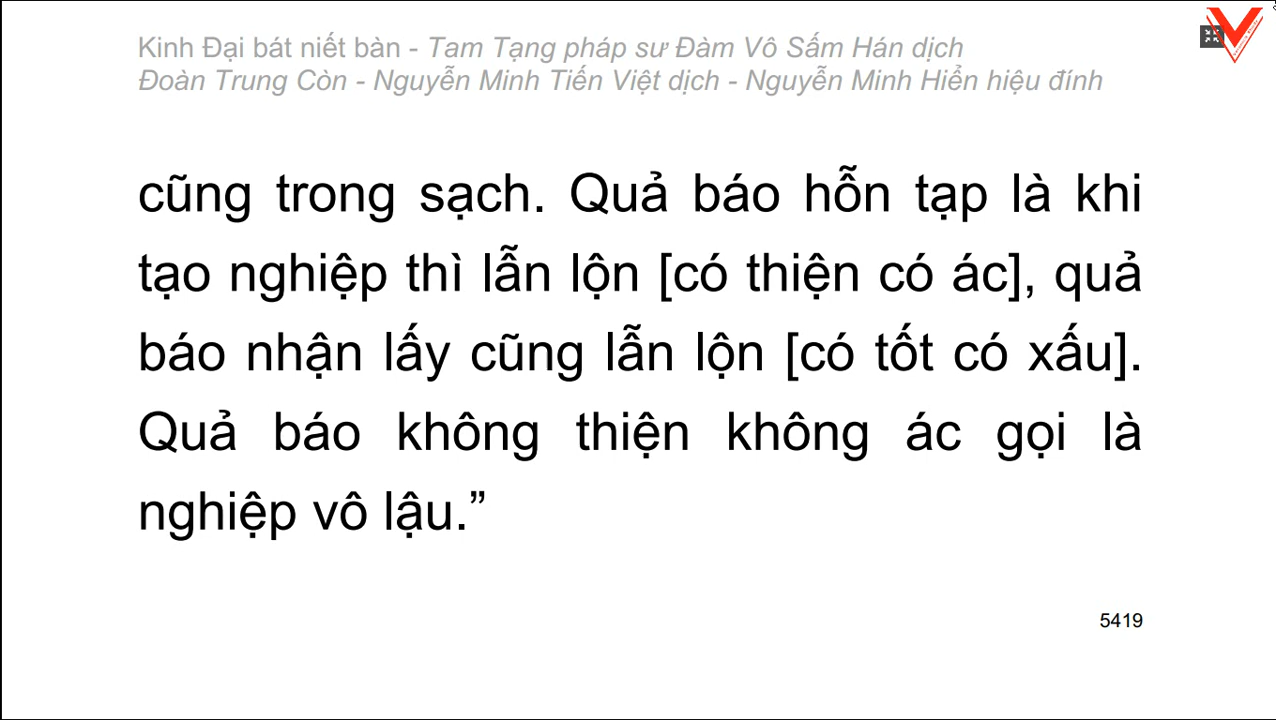 Kinh Đại bát niết bàn - Tam Tạng pháp sư Đàm Vô Sấm Hán dịch
Đoàn Trung Còn - Nguyễn Minh Tiến Việt dịch - Nguyễn Minh Hiển hiệu đính
cũng trong sạch. Quả báo hỗn tạp là khi
tạo nghiệp thì lẫn lộn [có thiện có ác], quả
báo nhận lấy cũng lẫn lộn [có tốt có xấu].
Quả báo không thiện không ác gọi là
nghiệp vô lậu.”
5419